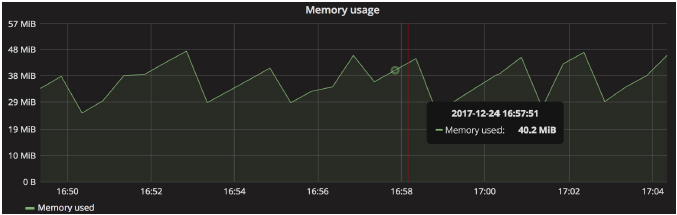 Memory usage
57 MiB
48 MiB
38 MiB
29 MiB
19 MiB
10 MiB
0 B
2017-12-24 16:57:51
Memory used: 40.2 MiB
16:50 16:52 16:54 16:56 16:58 17:00 17:02 17:04
Memory used